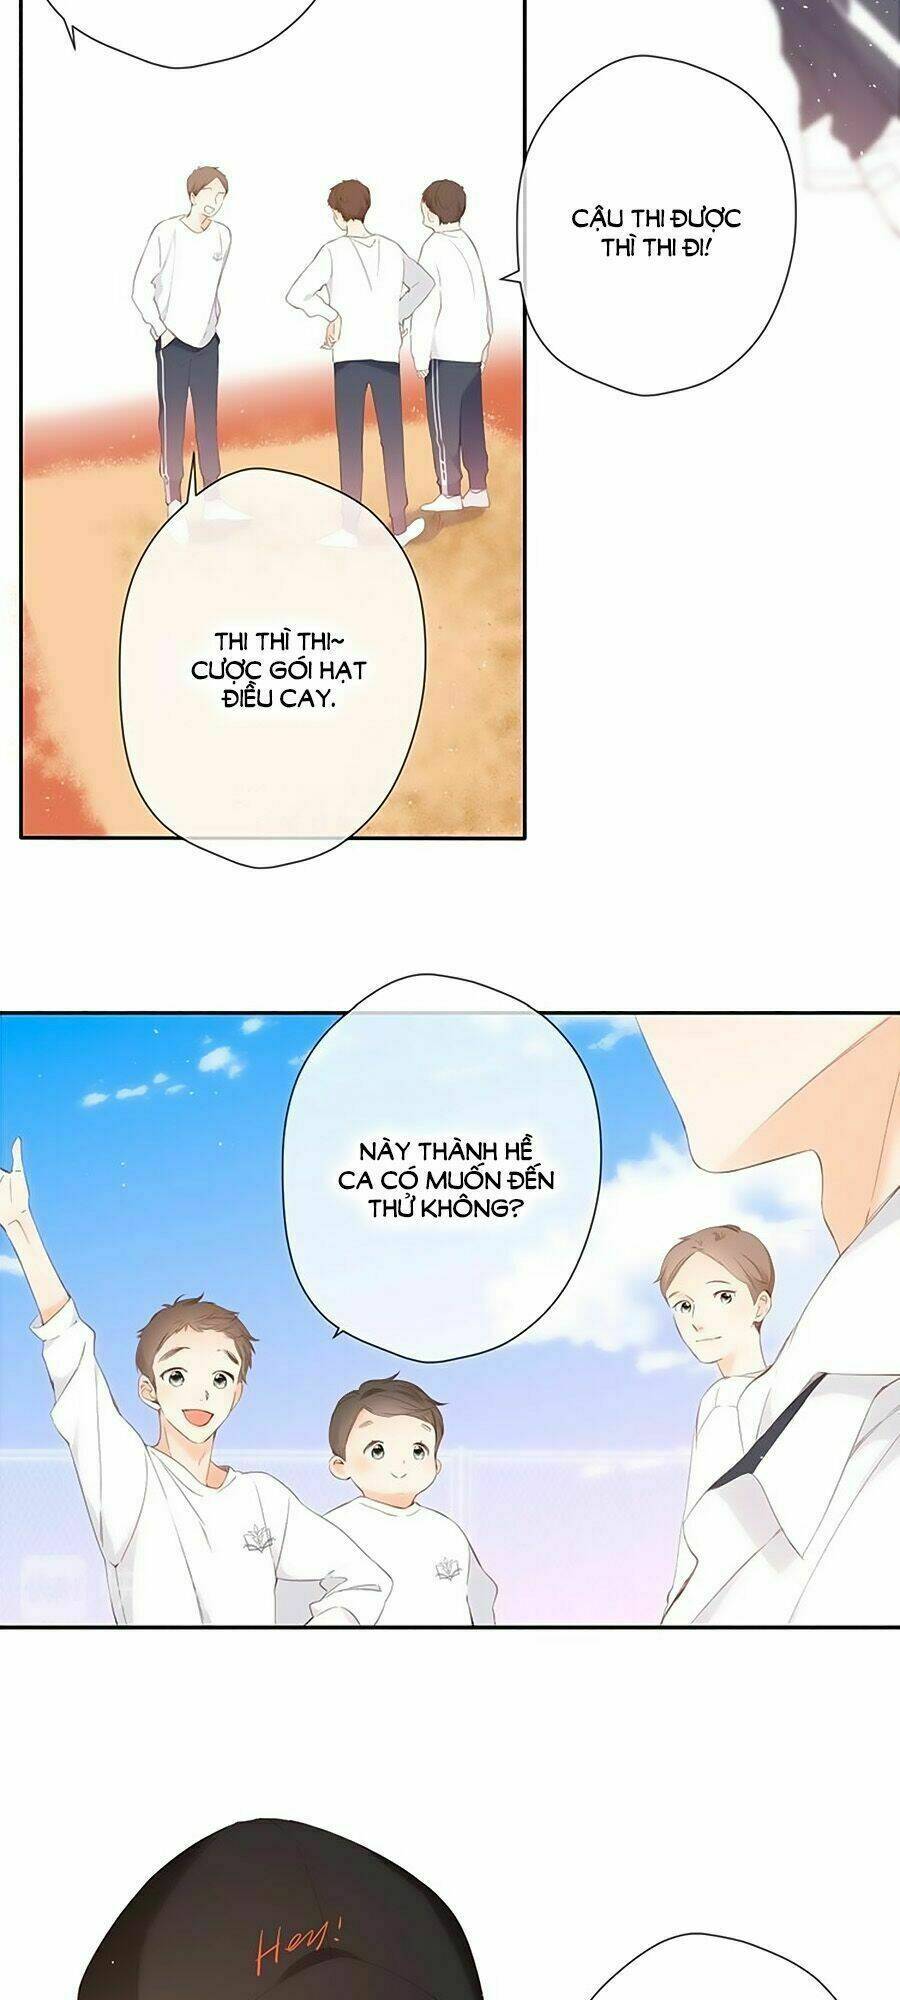 CẬU THI ĐƯỢC
THÌ THI ĐI!
THI THÌ THI~
CƯỢC GÓI HẠT
ĐIỀU CAY.
NÀY THÀNH HỀ
CA CÓ MUỐN ĐẾN
THỬ KHÔNG?
Hey!